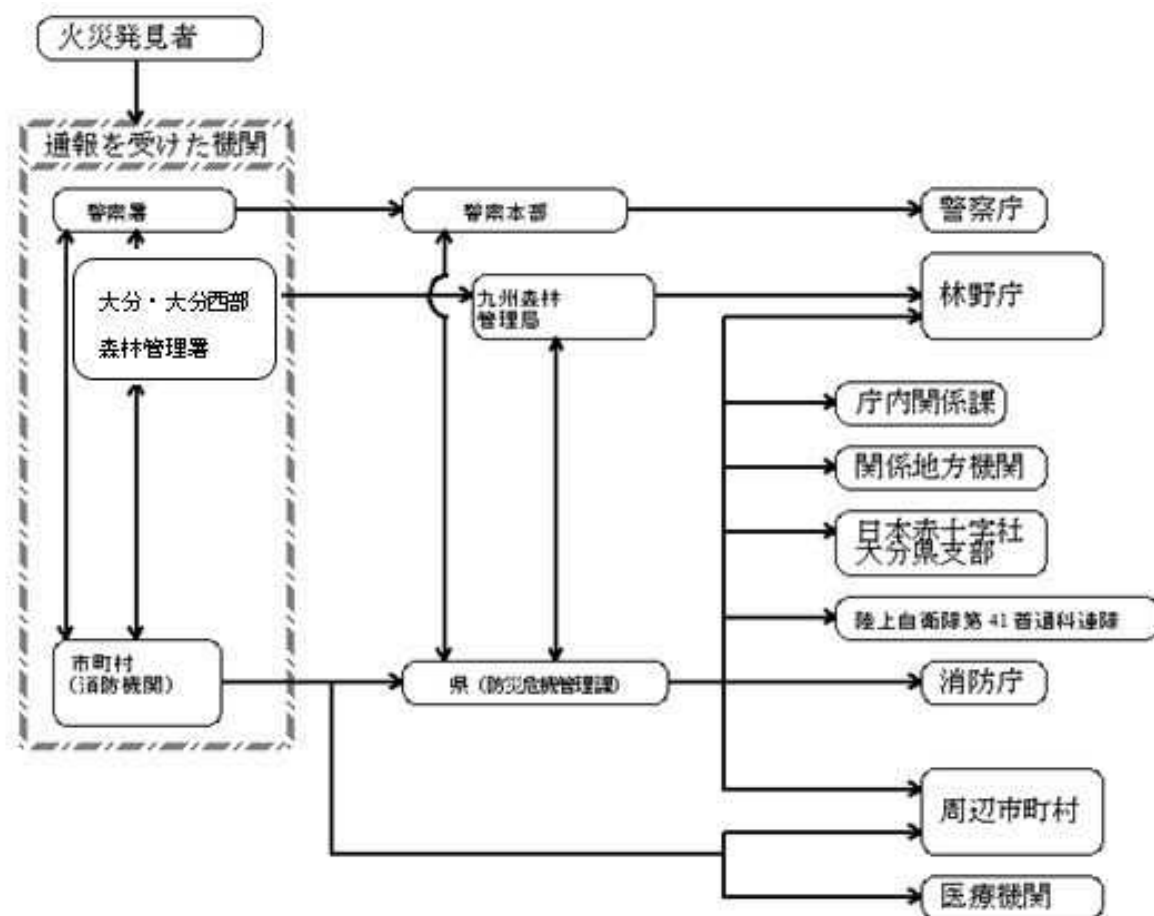 火災発見者
通報を受けた機関
警察署
警察本部
警察庁
大分・大分西部
森林管理署
九州森林
管理局
林野庁
庁内関係課
関係地方機関
日本赤十字社
大分県支部
陸上自衛隊第41普通科連隊
市町村
(消防機関)
県(防災危機管理課)
消防庁
周辺市町村
医療機関